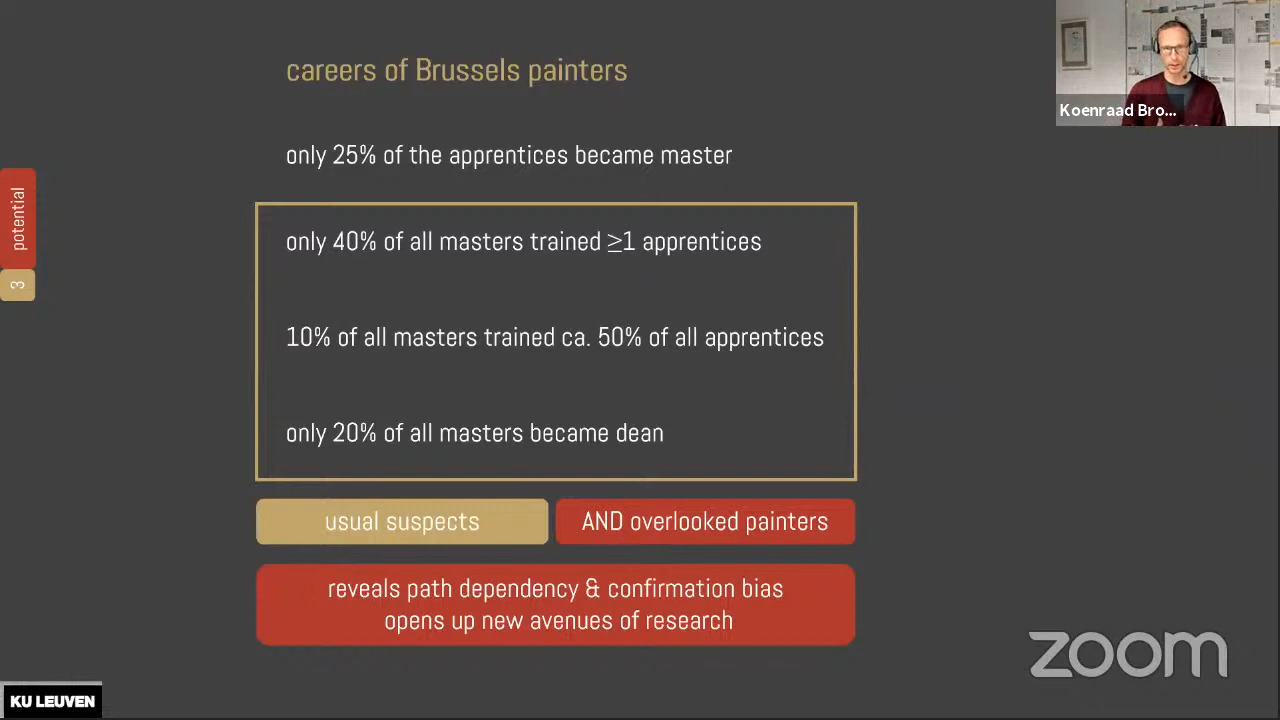 careers of Brussels painters
Koenraad Bro...
only 25% of the apprentices became master
potential
3
only 40% of all masters trained ≥1 apprentices
10% of all masters trained ca. 50% of all apprentices
only 20% of all masters became dean
usual suspects
AND overlooked painters
reveals path dependency & confirmation bias
opens up new avenues of research
zoom
KU LEUVEN